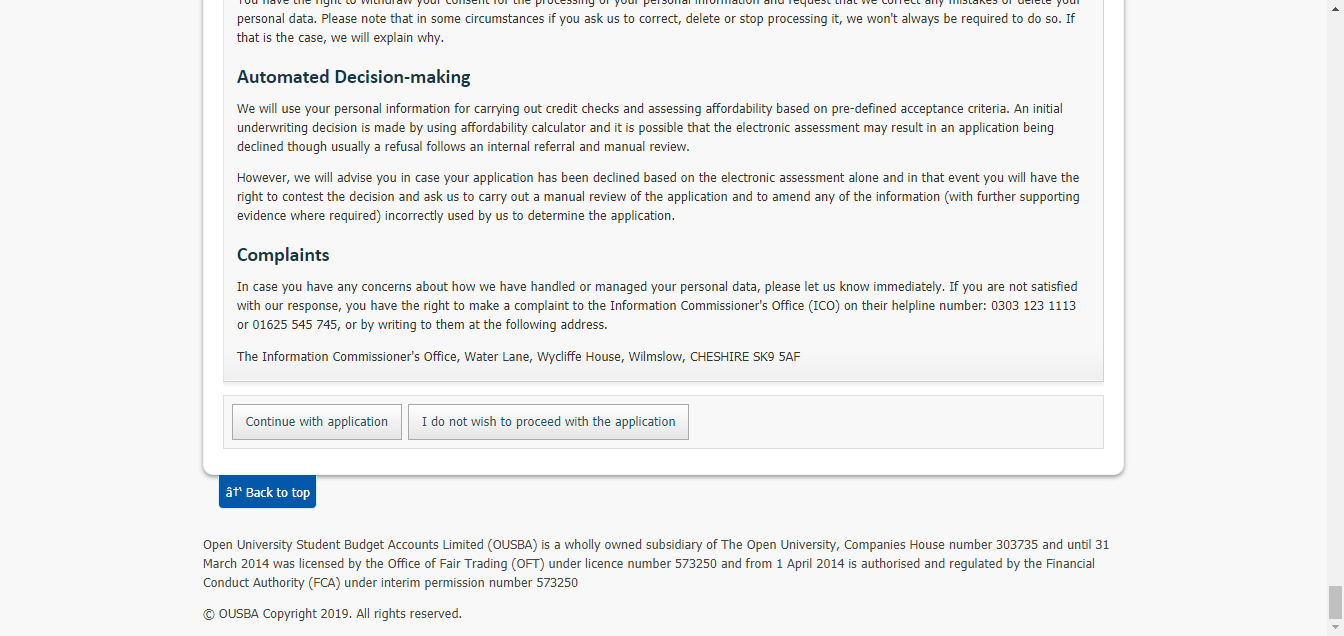 You have the right to withdraw your consent for the processing of your personal information and request that we correct any mistakes or delete your
personal data. Please note that in some circumstances if you ask us to correct, delete or stop processing it, we won't always be required to do so. If
that is the case, we will explain why.
Automated Decision-making
We will use your personal information for carrying out credit checks and assessing affordability based on pre-defined acceptance criteria. An initial
underwriting decision is made by using affordability calculator and it is possible that the electronic assessment may result in an application being
declined though usually a refusal follows an internal referral and manual review.
However, we will advise you in case your application has been declined based on the electronic assessment alone and in that event you will have the
right to contest the decision and ask us to carry out a manual review of the application and to amend any of the information (with further supporting
evidence where required) incorrectly used by us to determine the application.
Complaints
In case you have any concerns about how we have handled or managed your personal data, please let us know immediately. If you are not satisfied
with our response, you have the right to make a complaint to the Information Commissioner's Office (ICO) on their helpline number: 0303 123 1113
or 01625 545 745, or by writing to them at the following address.
The Information Commissioner's Office, Water Lane, Wycliffe House, Wilmslow, CHESHIRE SK9 5AF
Continue with application
I do not wish to proceed with the application
â†‘ Back to top
Open University Student Budget Accounts Limited (OUSBA) is a wholly owned subsidiary of The Open University, Companies House number 303735 and until 31
March 2014 was licensed by the Office of Fair Trading (OFT) under licence number 573250 and from 1 April 2014 is authorised and regulated by the Financial
Conduct Authority (FCA) under interim permission number 573250
© OUSBA Copyright 2019. All rights reserved.